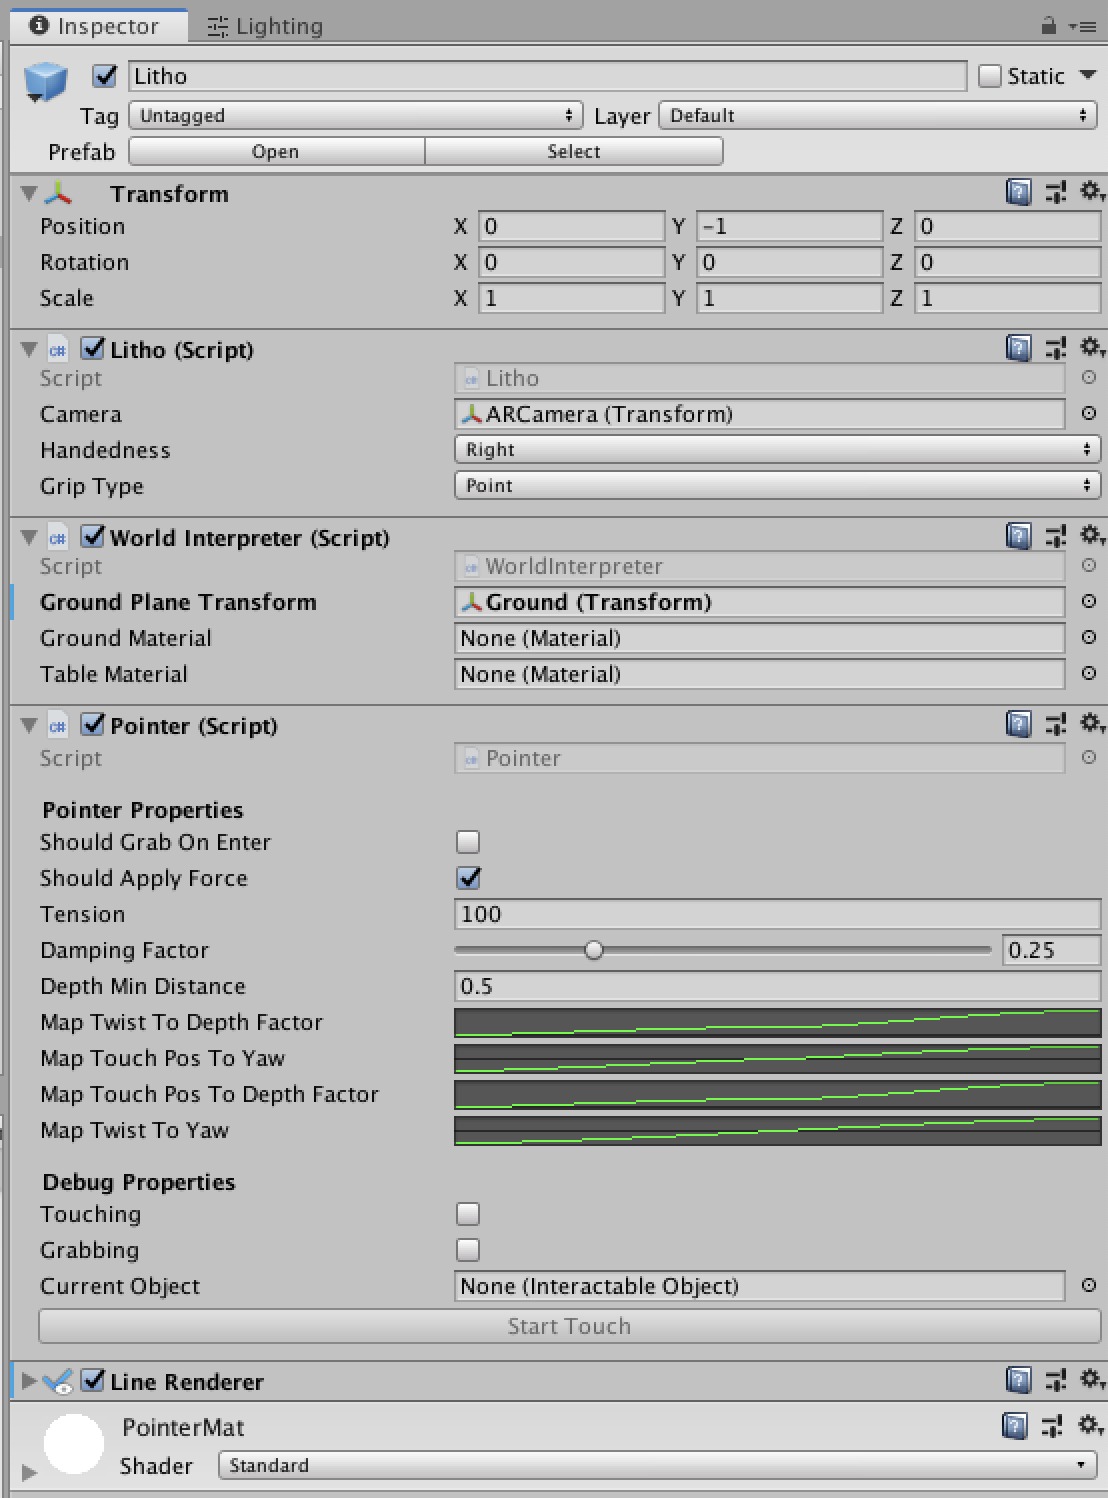 Inspector Lighting
Litho Static
Tag Untagged Layer Default
Prefab Open Select
Transform
Position X 0 Y -1 Z 0
Rotation X 0 Y 0 Z 0
Scale X 1 Y 1 Z 1
C# Litho (Script)
Script Litho
Camera ARCamera (Transform)
Handedness Right
Grip Type Point
C# World Interpreter (Script)
Script WorldInterpreter
Ground Plane Transform Ground (Transform)
Ground Material None (Material)
Table Material None (Material)
C# Pointer (Script)
Script Pointer
Pointer Properties
Should Grab On Enter
Should Apply Force
Tension 100
Damping Factor 0.25
Depth Min Distance 0.5
Map Twist To Depth Factor
Map Touch Pos To Yaw
Map Touch Pos To Depth Factor
Map Twist To Yaw
Debug Properties
Touching
Grabbing
Current Object None (Interactable Object)
Start Touch
Line Renderer
PointerMat
Shader Standard